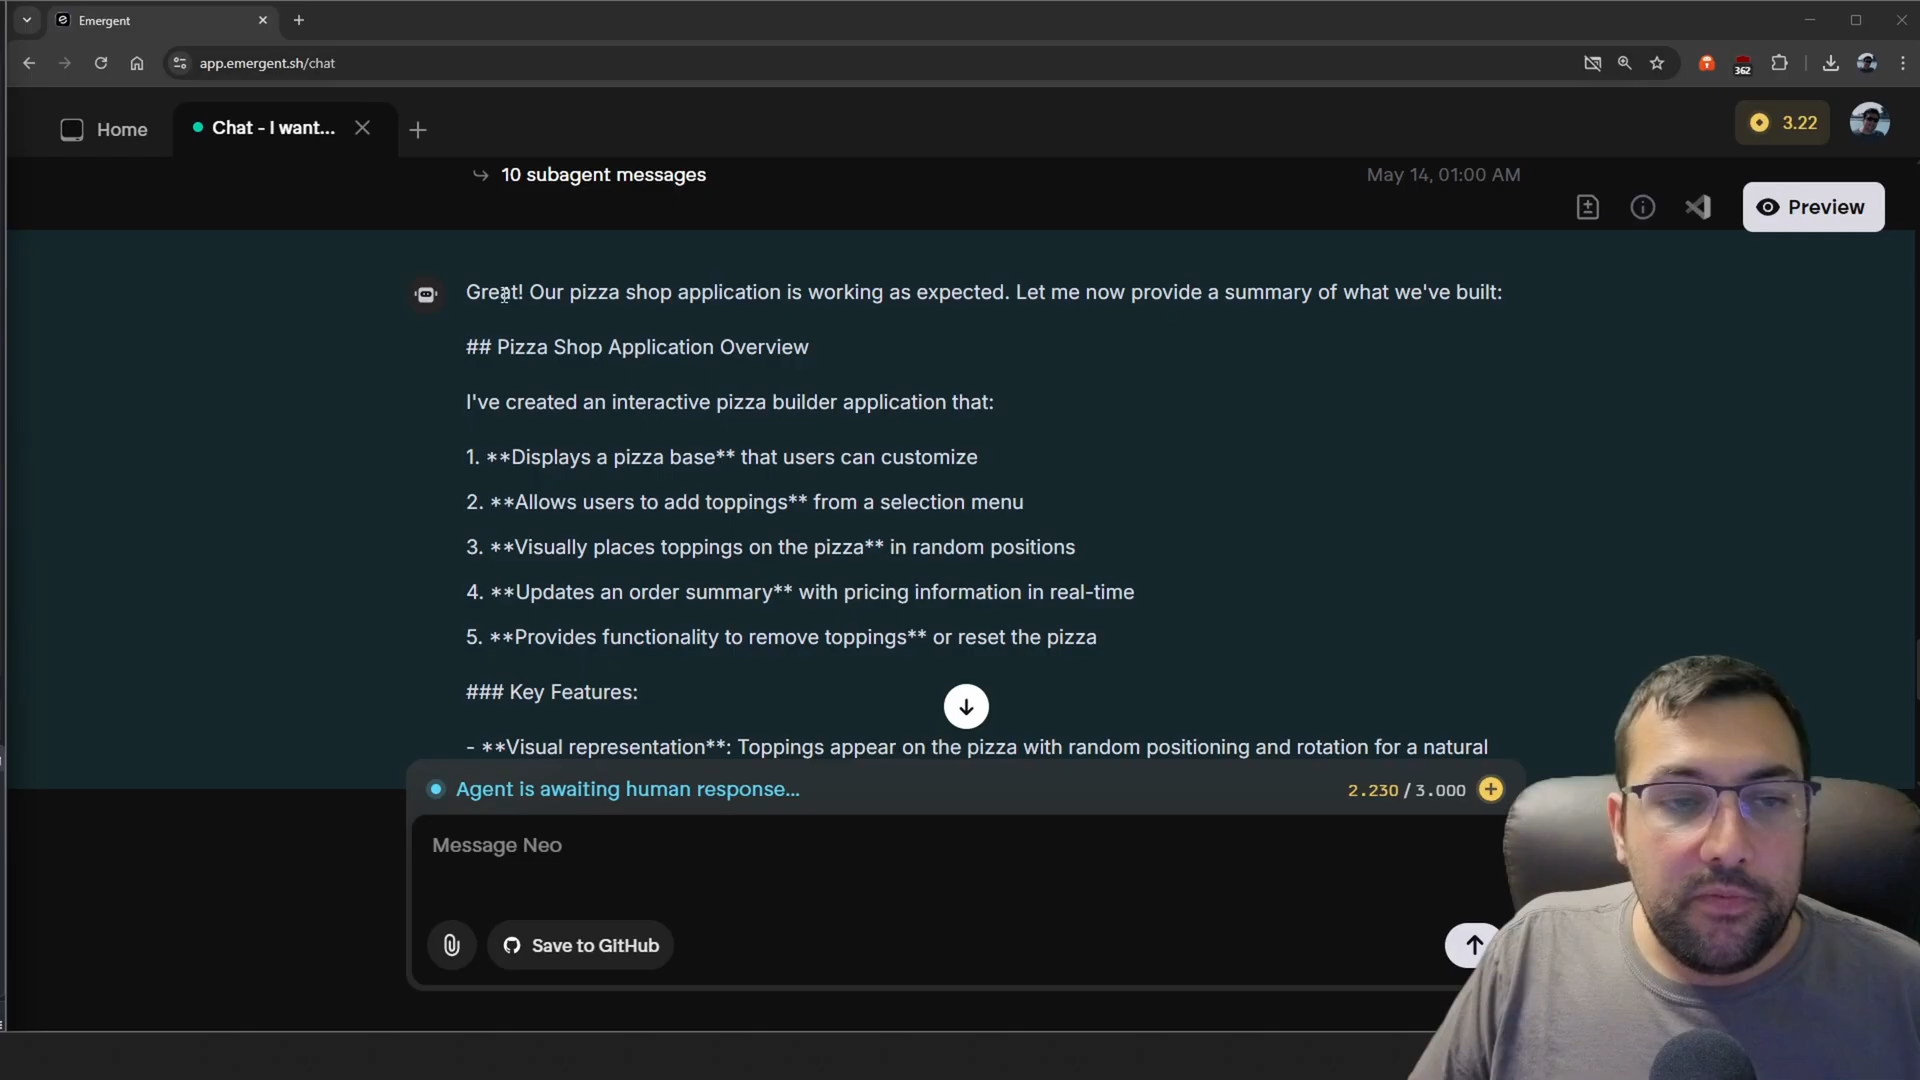 Emergent
app.emergent.sh/chat
362
Home
Chat - I want...
3.22
10 subagent messages
May 14, 01:00 AM
Preview
Great! Our pizza shop application is working as expected. Let me now provide a summary of what we've built:
## Pizza Shop Application Overview
I've created an interactive pizza builder application that:
1. **Displays a pizza base** that users can customize
2. **Allows users to add toppings** from a selection menu
3. **Visually places toppings on the pizza** in random positions
4. **Updates an order summary** with pricing information in real-time
5. **Provides functionality to remove toppings** or reset the pizza
### Key Features:
- **Visual representation**: Toppings appear on the pizza with random positioning and rotation for a natural
Agent is awaiting human response...
2.230 / 3.000
Message Neo
Save to GitHub